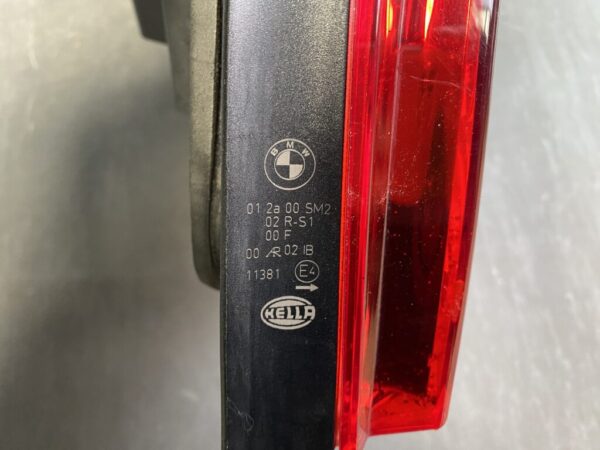 BMW
01 2a 00 SM2
02 R-S1
00 F
00 AR 02 IB
11381 E4
HELLA